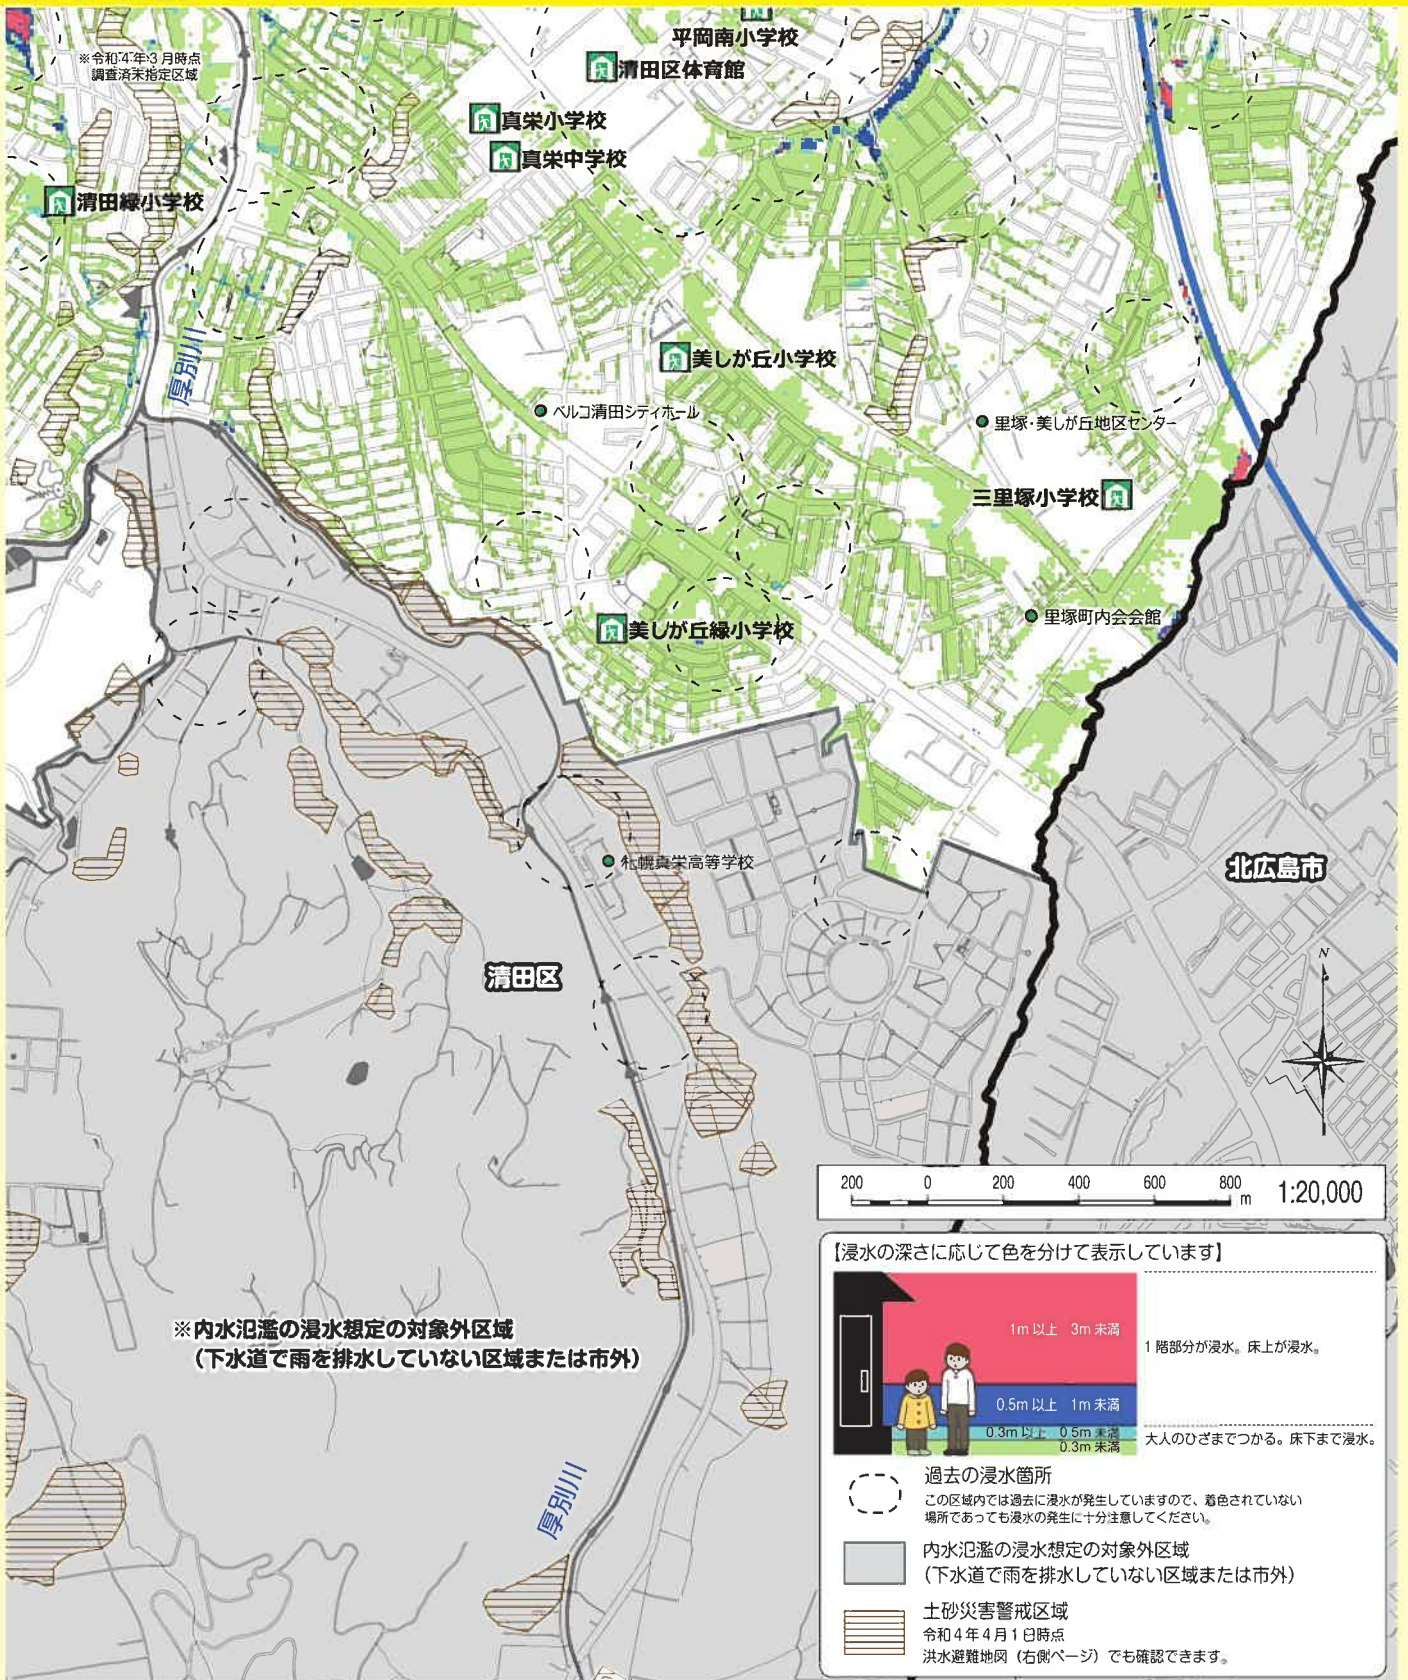 ※令和4年3月時点
調査済未指定区域
平岡南小学校
清田区体育館
真栄小学校
真栄中学校
清田緑小学校
厚別川
美しが丘小学校
ベルコ清田シティホール
里塚・美しが丘地区センター
三里塚小学校
美しが丘緑小学校
里塚町内会会館
札幌真栄高等学校
北広島市
清田区
N
200 0 200 400 600 800 m 1:20,000
※内水氾濫の浸水想定の対象外区域
(下水道で雨を排水していない区域または市外)
厚別川
【浸水の深さに応じて色を分けて表示しています】
1m 以上 3m 未満
1 階部分が浸水。床上が浸水。
0.5m 以上 1m 未満
0.3m 以上 0.5m 未満
0.3m 未満
大人のひざまでつかる。床下まで浸水。
過去の浸水箇所
この区域内では過去に浸水が発生していますので、着色されていない
場所であっても浸水の発生に十分注意してください。
内水氾濫の浸水想定の対象外区域
(下水道で雨を排水していない区域または市外)
土砂災害警戒区域
令和4年4月1日時点
洪水避難地図（右側ページ）でも確認できます。